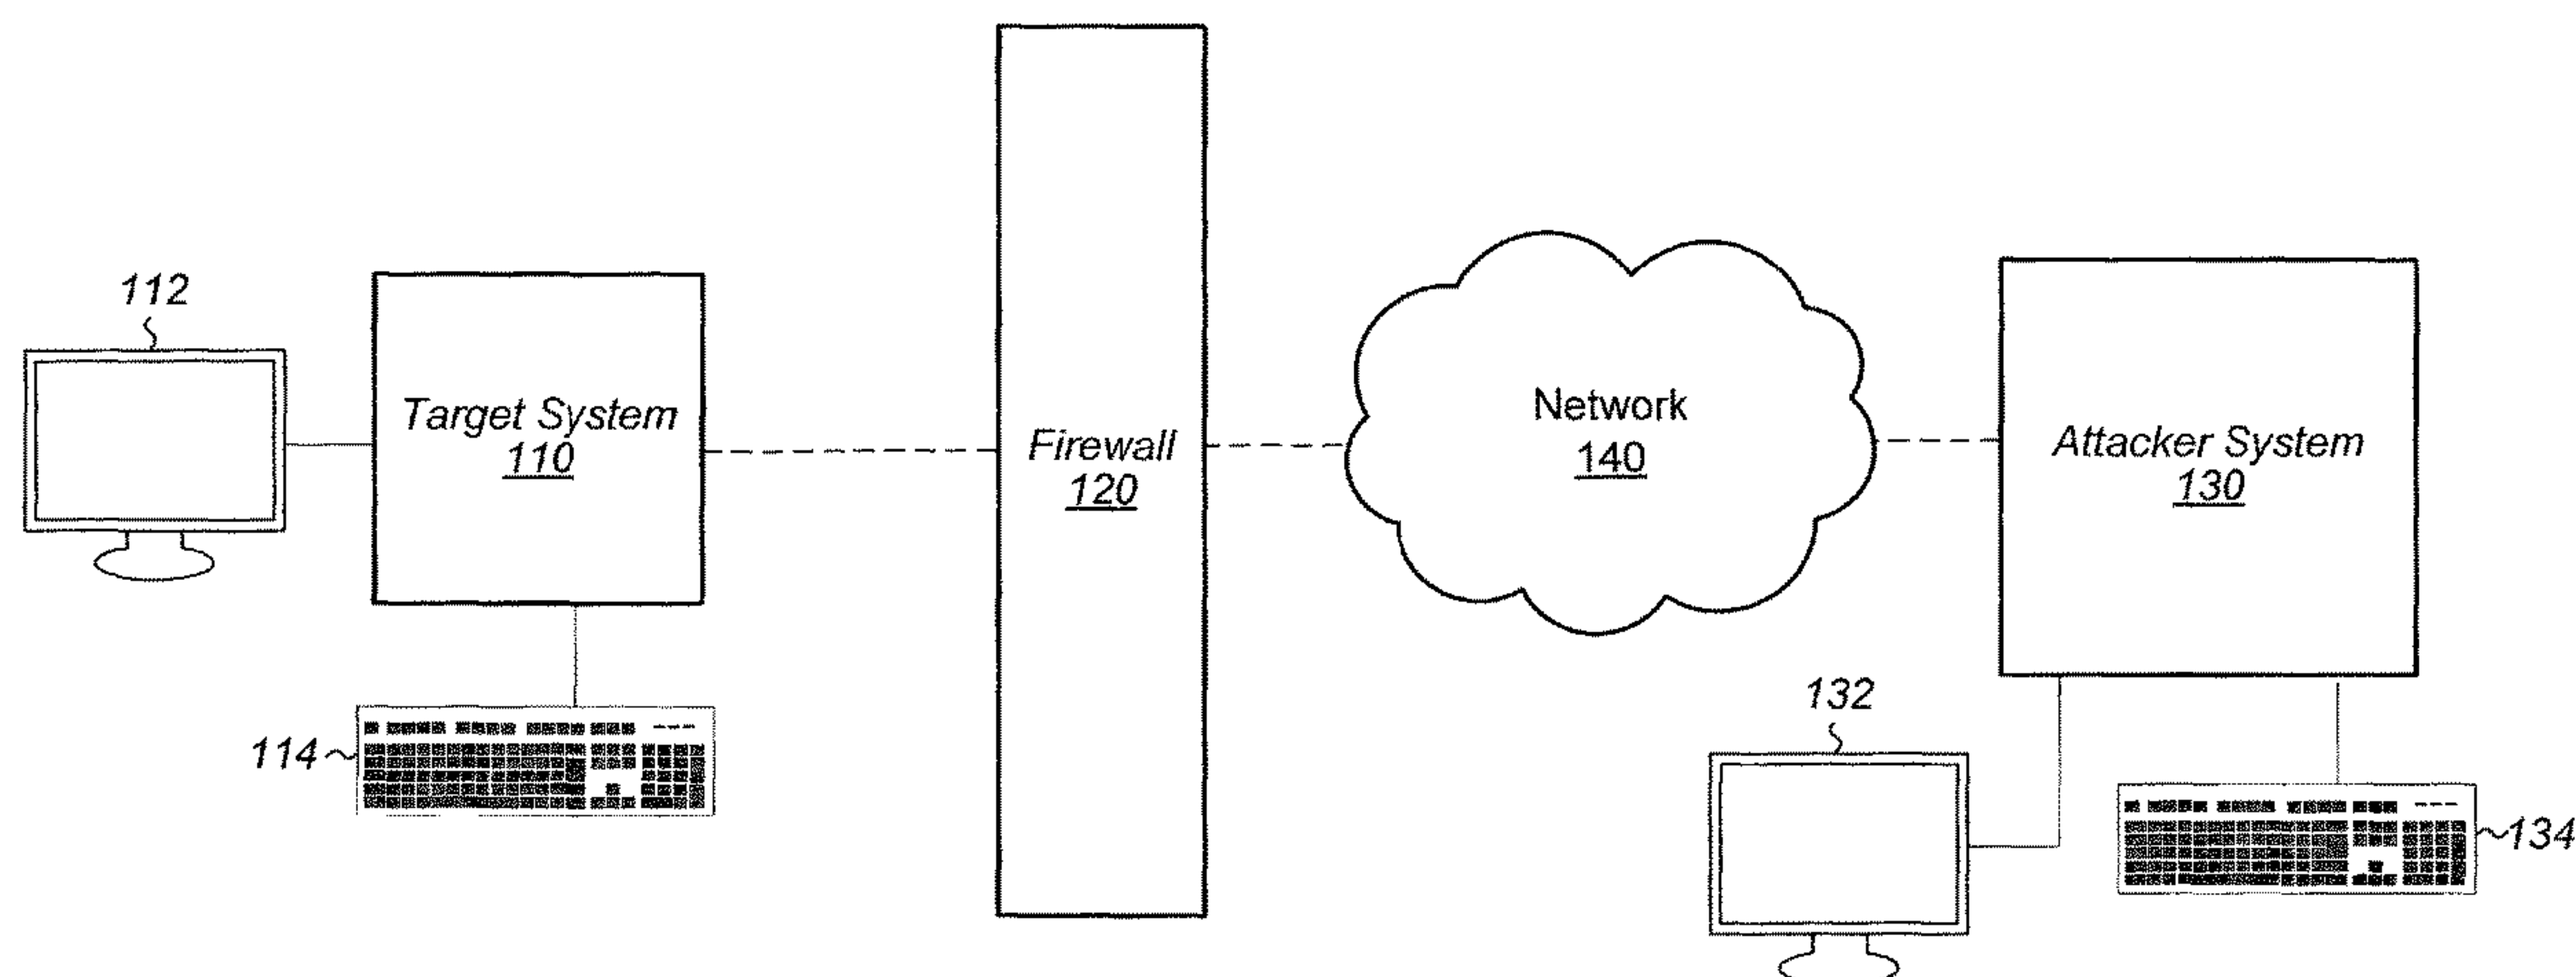 112
Target System
110
114
Firewall
120
Network
140
Attacker System
130
132
134